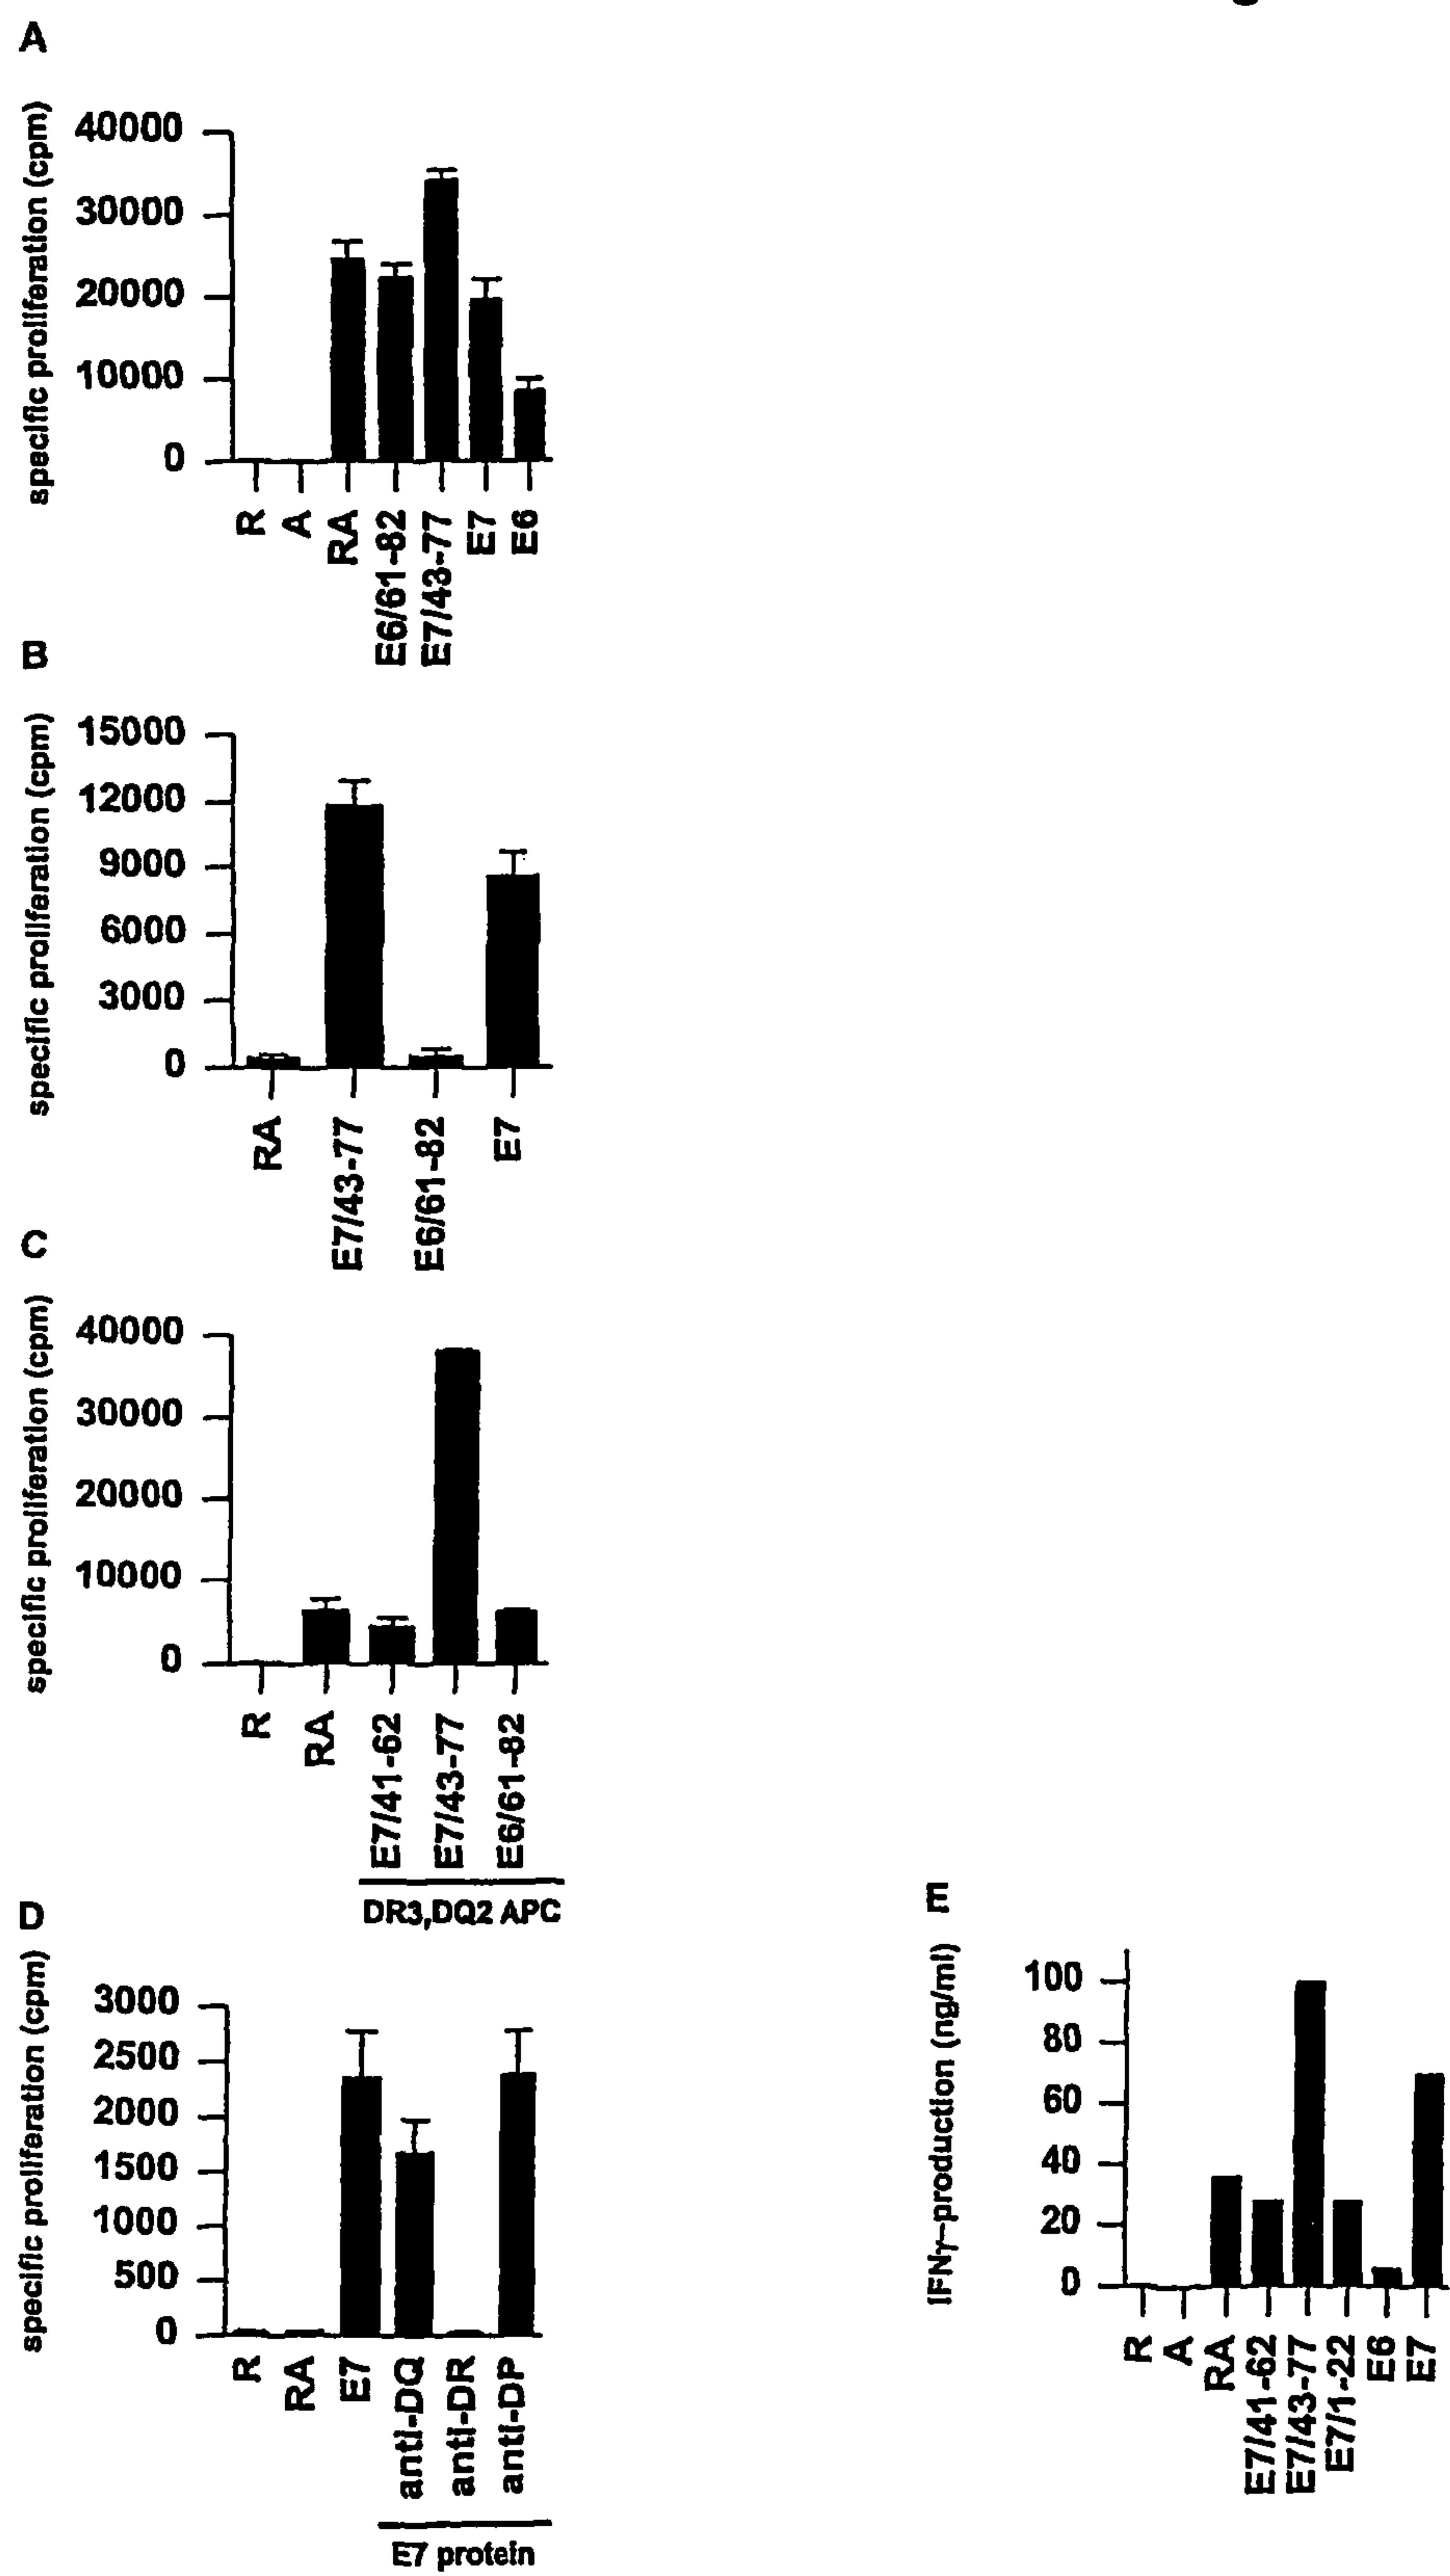 A
specific proliferation (cpm)
40000
30000
20000
10000
0
R A RA E6/61-82 E7/43-77 E7 E6
B
specific proliferation (cpm)
15000
12000
9000
6000
3000
0
RA E7/43-77 E6/61-82 E7
C
specific proliferation (cpm)
40000
30000
20000
10000
0
R RA E7/41-62 E7/43-77 E6/61-82
DR3,DQ2 APC
D
specific proliferation (cpm)
3000
2500
2000
1500
1000
500
0
R RA E7 anti-DQ anti-DR anti-DP
E7 protein
E
IFNγ-production (ng/ml)
100
80
60
40
20
0
R A RA E7/41-62 E7/43-77 E7/1-22 E6 E7